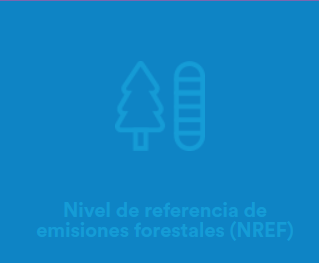 Nivel de referencia de
emisiones forestales (NREF)